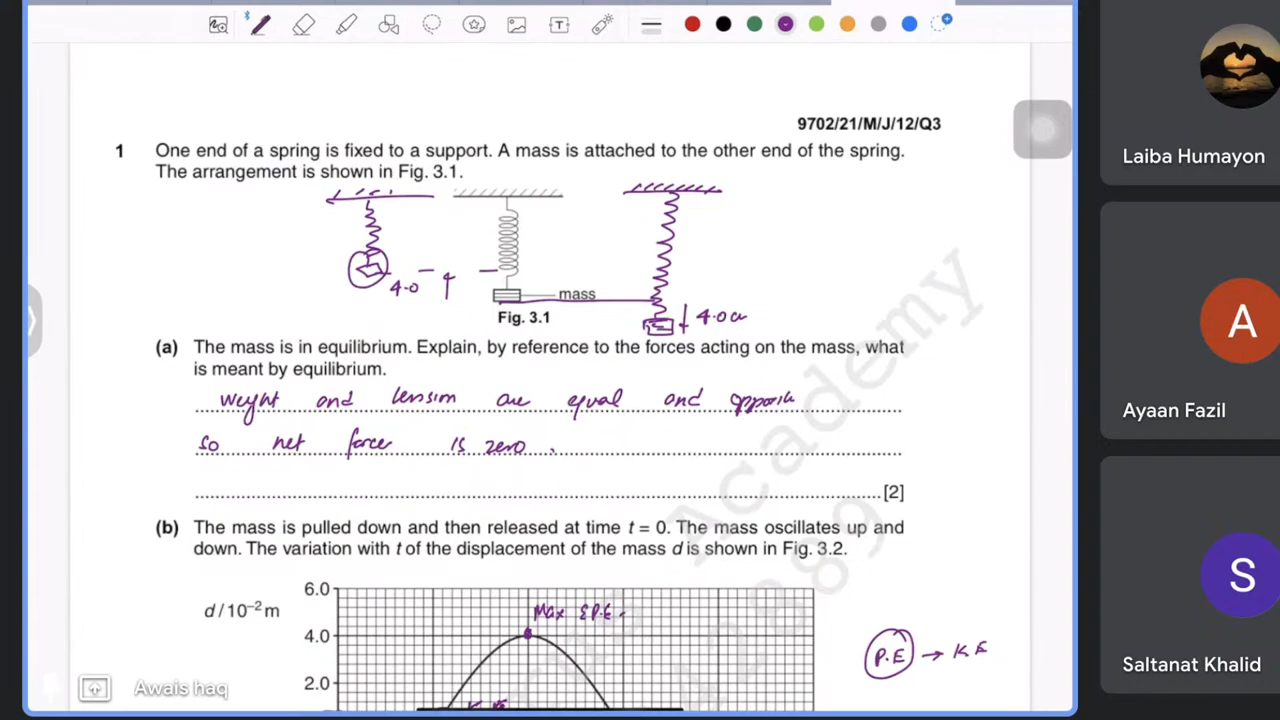 9702/21/M/J/12/Q3
1 One end of a spring is fixed to a support. A mass is attached to the other end of the spring.
The arrangement is shown in Fig. 3.1.
4.0
mass
4.0
Fig. 3.1
(a) The mass is in equilibrium. Explain, by reference to the forces acting on the mass, what
is meant by equilibrium.
weight and tension are equal and opposite
so net force is zero.
[2]
(b) The mass is pulled down and then released at time t = 0. The mass oscillates up and
down. The variation with t of the displacement of the mass d is shown in Fig. 3.2.
6.0
d / 10⁻² m
Max E P.E
4.0
P.E → K E
2.0
Academy
Laiba Humayon
A
Ayaan Fazil
S
Saltanat Khalid
Awais haq